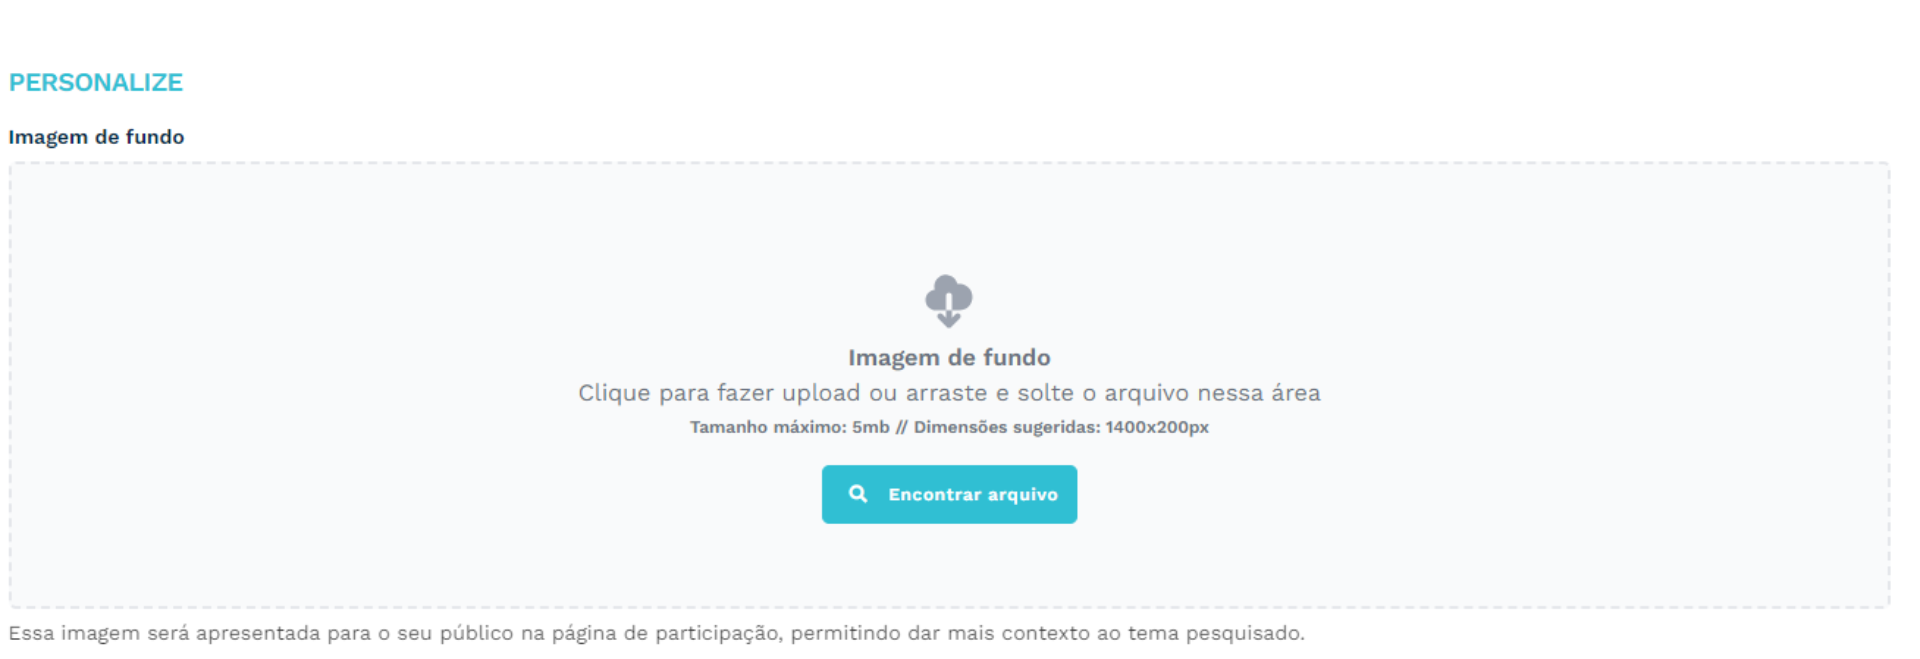 PERSONALIZE
Imagem de fundo
Imagem de fundo
Clique para fazer upload ou arraste e solte o arquivo nessa área
Tamanho máximo: 5mb // Dimensões sugeridas: 1400x200px
Encontrar arquivo
Essa imagem será apresentada para o seu público na página de participação, permitindo dar mais contexto ao tema pesquisado.